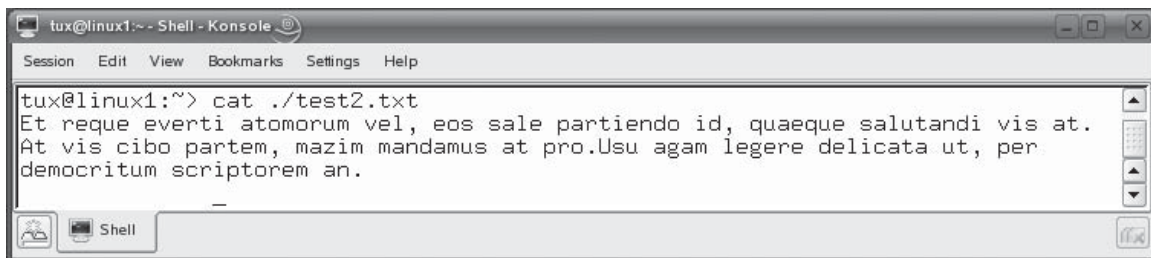 tux@linux1:~ - Shell - Konsole
Session Edit View Bookmarks Settings Help
tux@linux1:~> cat ./test2.txt
Et reque everti atomorum vel, eos sale partiendo id, quaeque salutandi vis at.
At vis cibo partem, mazim mandamus at pro.Usu agam legere delicata ut, per
democritum scriptorem an.
Shell